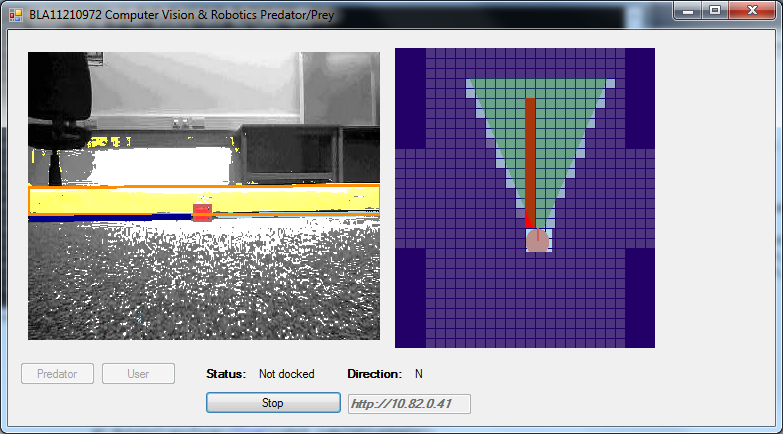 BLA11210972 Computer Vision & Robotics Predator/Prey
Predator
User
Status: Not docked
Direction: N
Stop
http://10.82.0.41